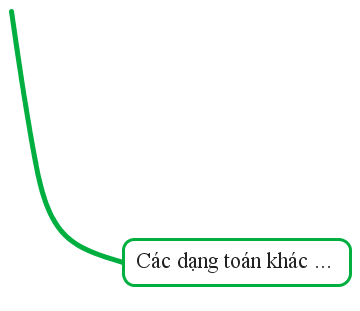 Các dạng toán khác ...